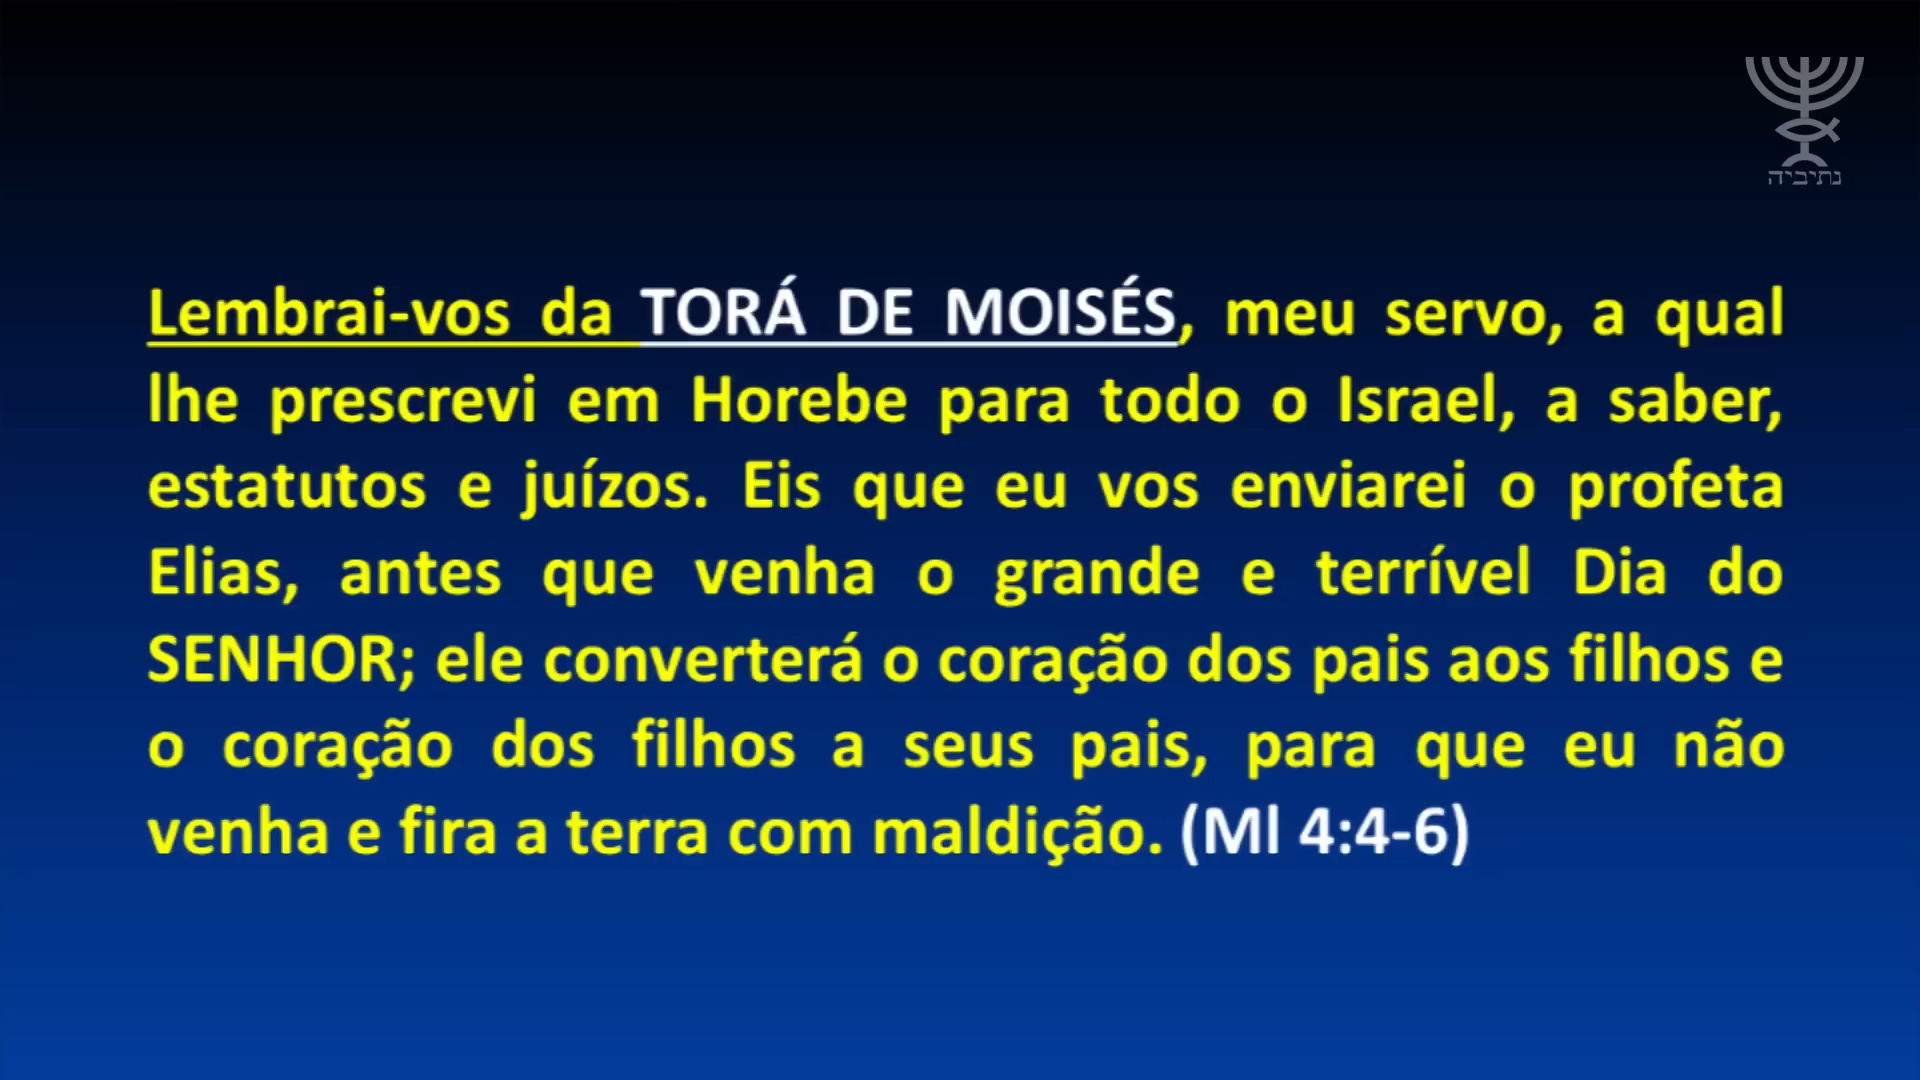 נתיביה
Lembrai-vos da TORÁ DE MOISÉS, meu servo, a qual
lhe prescrevi em Horebe para todo o Israel, a saber,
estatutos e juízos. Eis que eu vos enviarei o profeta
Elias, antes que venha o grande e terrível Dia do
SENHOR; ele converterá o coração dos pais aos filhos e
o coração dos filhos a seus pais, para que eu não
venha e fira a terra com maldição. (Ml 4:4-6)